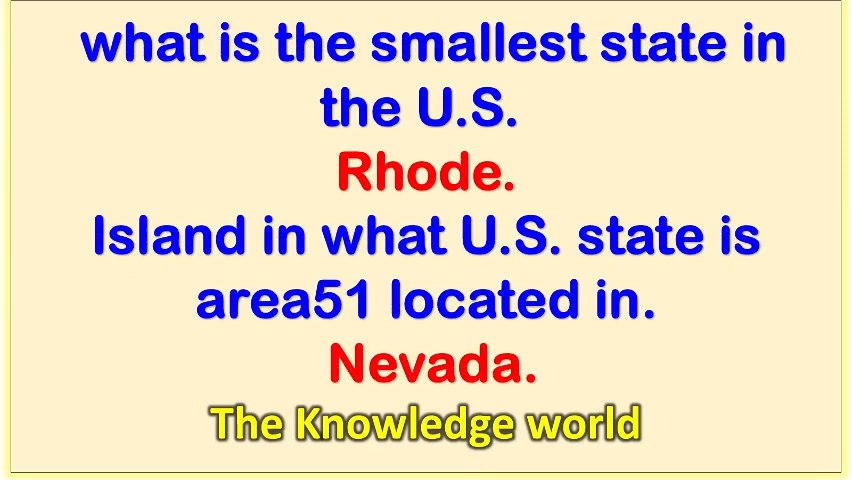 what is the smallest state in
the U.S.
Rhode.
Island in what U.S. state is
area51 located in.
Nevada.
The Knowledge world